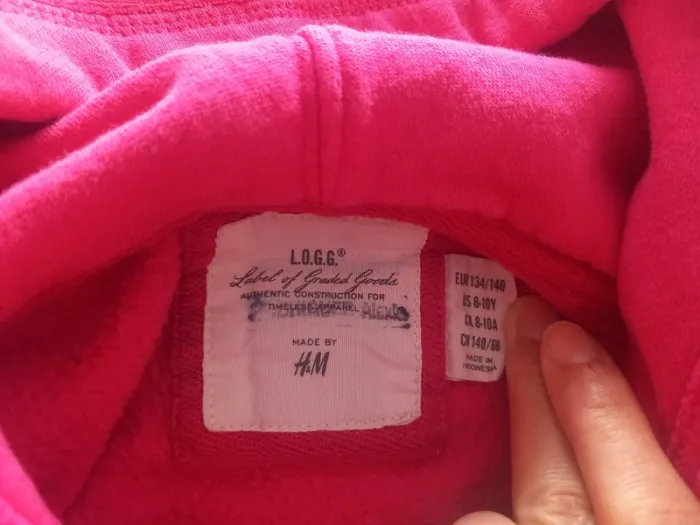 L.O.G.G.®
Label of Graded Goods
AUTHENTIC CONSTRUCTION FOR
TIMELESS APPAREL
Alexis
MADE BY
H&M
EUR 134/140
US 8-10Y
CA 8-10A
CN 140/68
MADE IN
INDONESIA